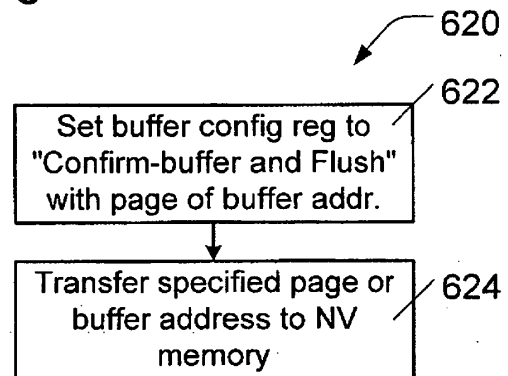 620
622
Set buffer config reg to
"Confirm-buffer and Flush"
with page of buffer addr.
Transfer specified page or
buffer address to NV
memory
624